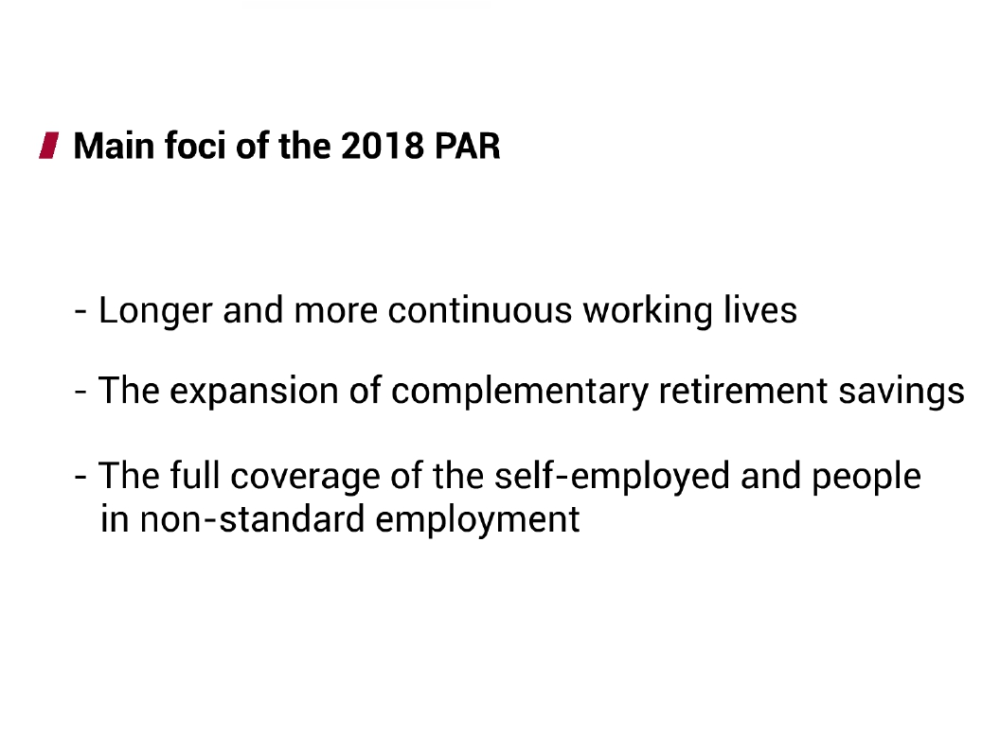 Main foci of the 2018 PAR
- Longer and more continuous working lives
- The expansion of complementary retirement savings
- The full coverage of the self-employed and people
in non-standard employment